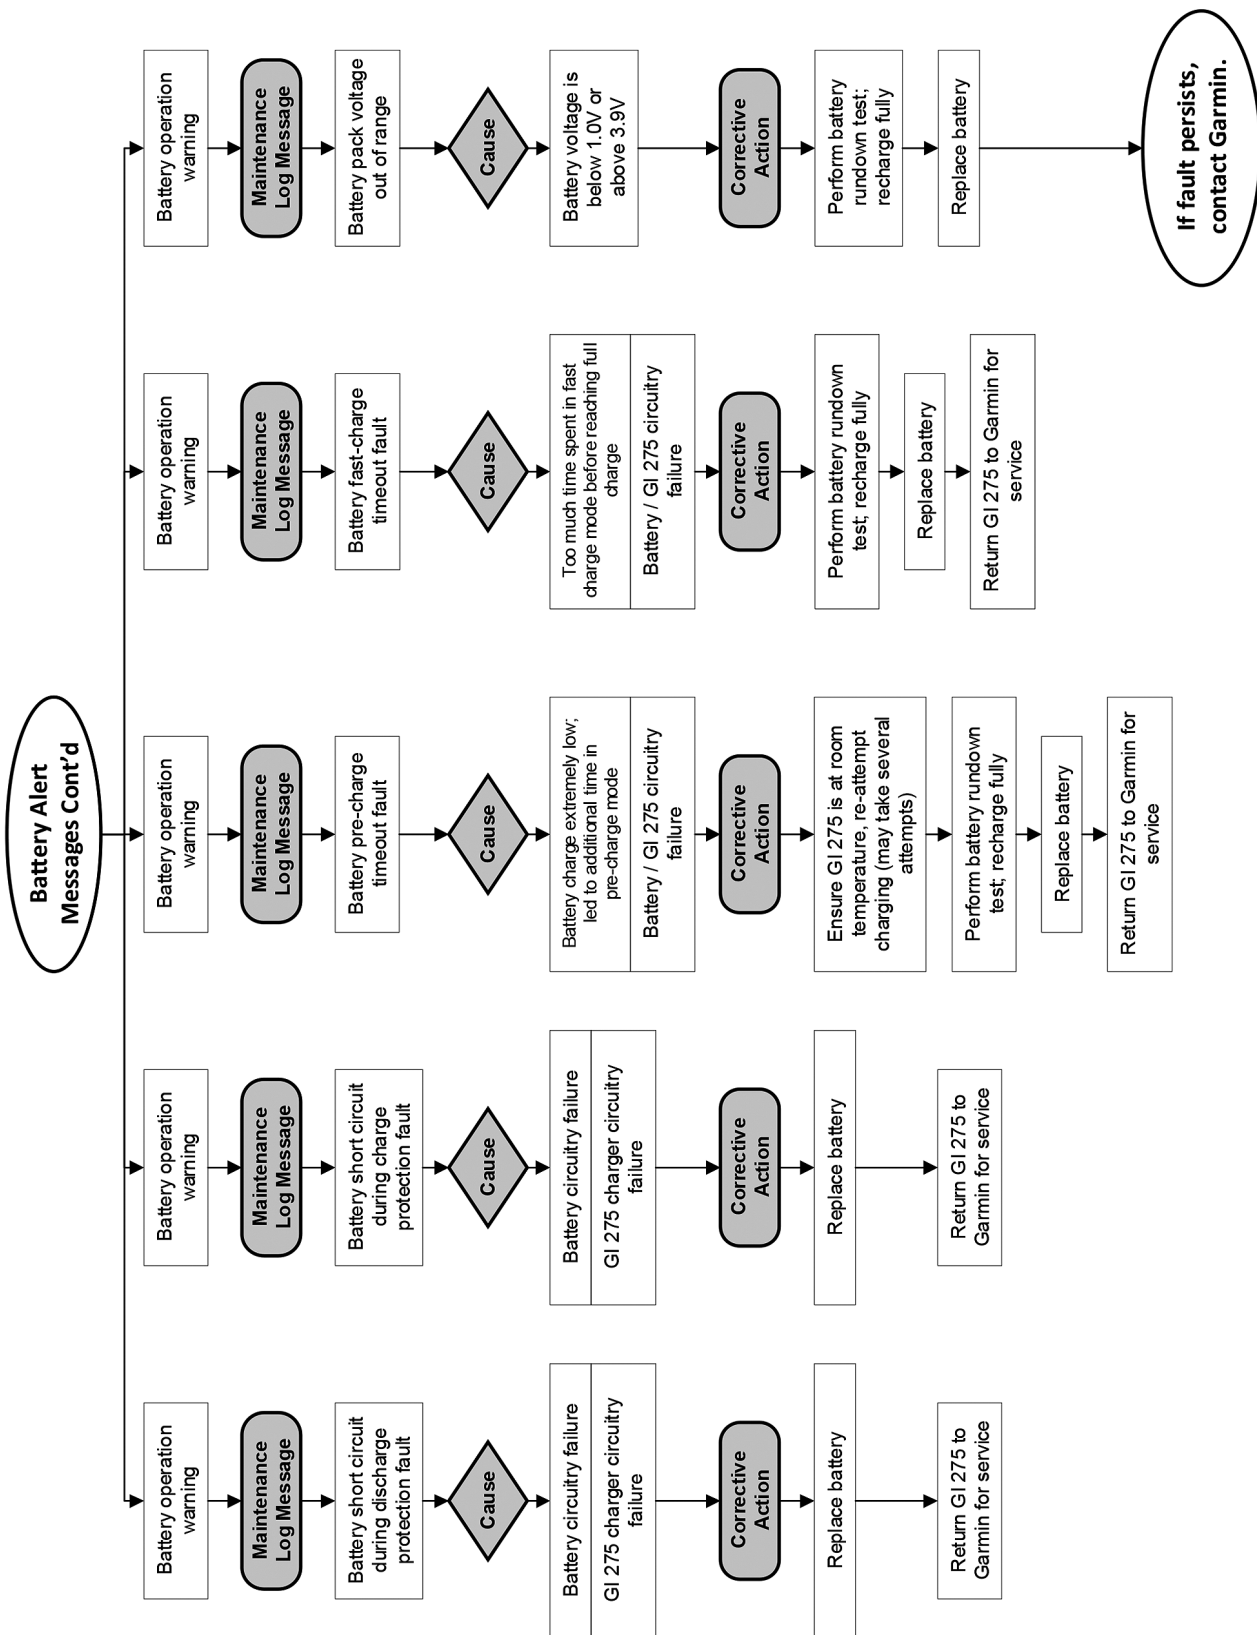 Battery Alert
Messages Cont'd
Battery operation
warning
Maintenance
Log Message
Battery short circuit
during discharge
protection fault
Cause
Battery circuitry failure
GI 275 charger circuitry
failure
Corrective
Action
Replace battery
Return GI 275 to
Garmin for service
Battery operation
warning
Maintenance
Log Message
Battery short circuit
during charge
protection fault
Cause
Battery circuitry failure
GI 275 charger circuitry
failure
Corrective
Action
Replace battery
Return GI 275 to
Garmin for service
Battery operation
warning
Maintenance
Log Message
Battery pre-charge
timeout fault
Cause
Battery charge extremely low;
led to additional time in
pre-charge mode
Battery / GI 275 circuitry
failure
Corrective
Action
Ensure GI 275 is at room
temperature, re-attempt
charging (may take several
attempts)
Perform battery rundown
test; recharge fully
Replace battery
Return GI 275 to Garmin for
service
Battery operation
warning
Maintenance
Log Message
Battery fast-charge
timeout fault
Cause
Too much time spent in fast
charge mode before reaching full
charge
Battery / GI 275 circuitry
failure
Corrective
Action
Perform battery rundown
test; recharge fully
Replace battery
Return GI 275 to Garmin for
service
Battery operation
warning
Maintenance
Log Message
Battery pack voltage
out of range
Cause
Battery voltage is
below 1.0V or
above 3.9V
Corrective
Action
Perform battery
rundown test;
recharge fully
Replace battery
If fault persists,
contact Garmin.